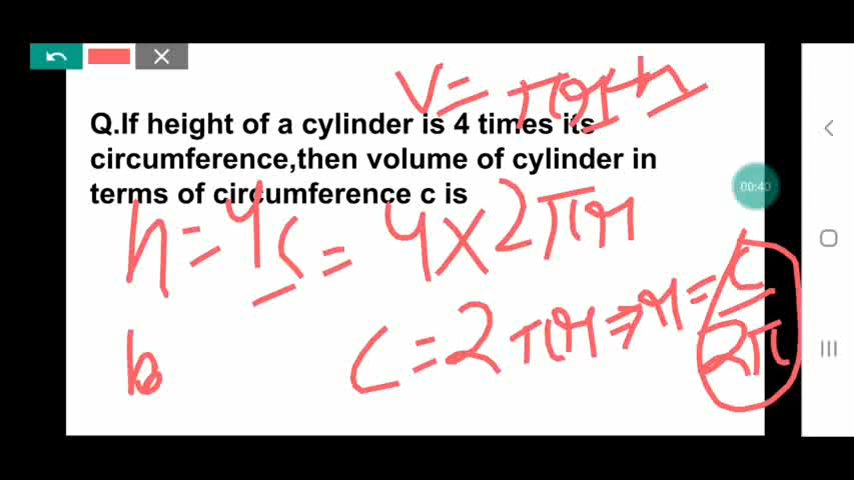 V = πr²h
Q.If height of a cylinder is 4 times its
circumference,then volume of cylinder in
terms of circumference c is
00:40
h = 4c = 4 × 2πr
c = 2πr ⇒ r = c/2π